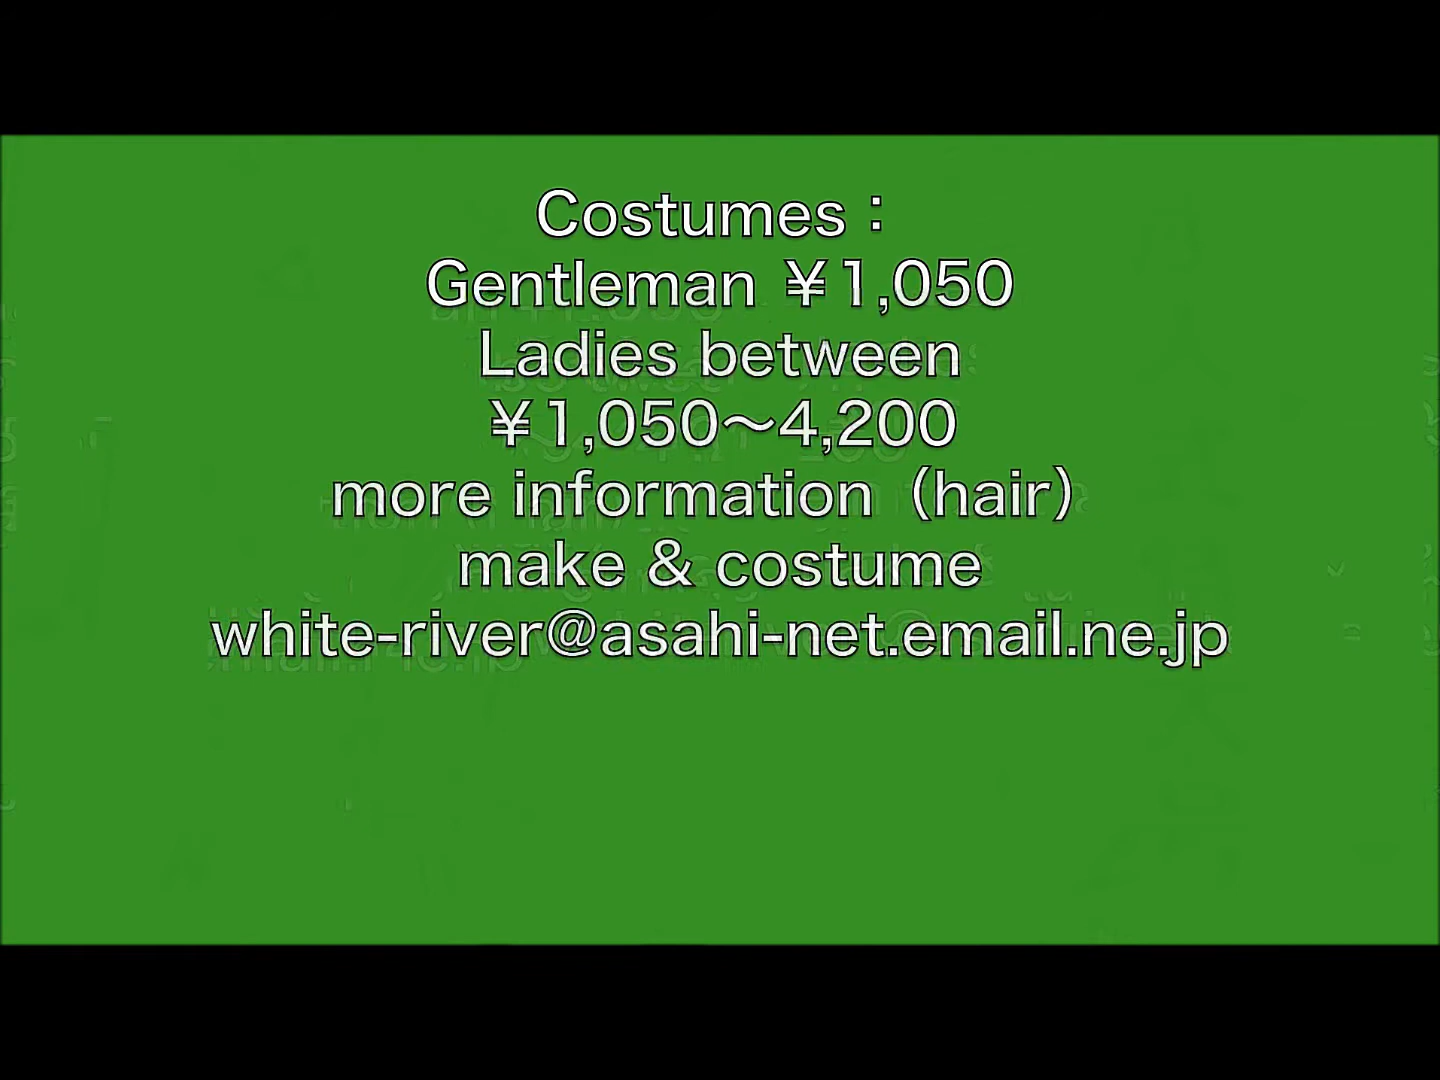 Costumes：
Gentleman ￥1,050
Ladies between
￥1,050〜4,200
more information（hair）
make & costume
white-river@asahi-net.email.ne.jp